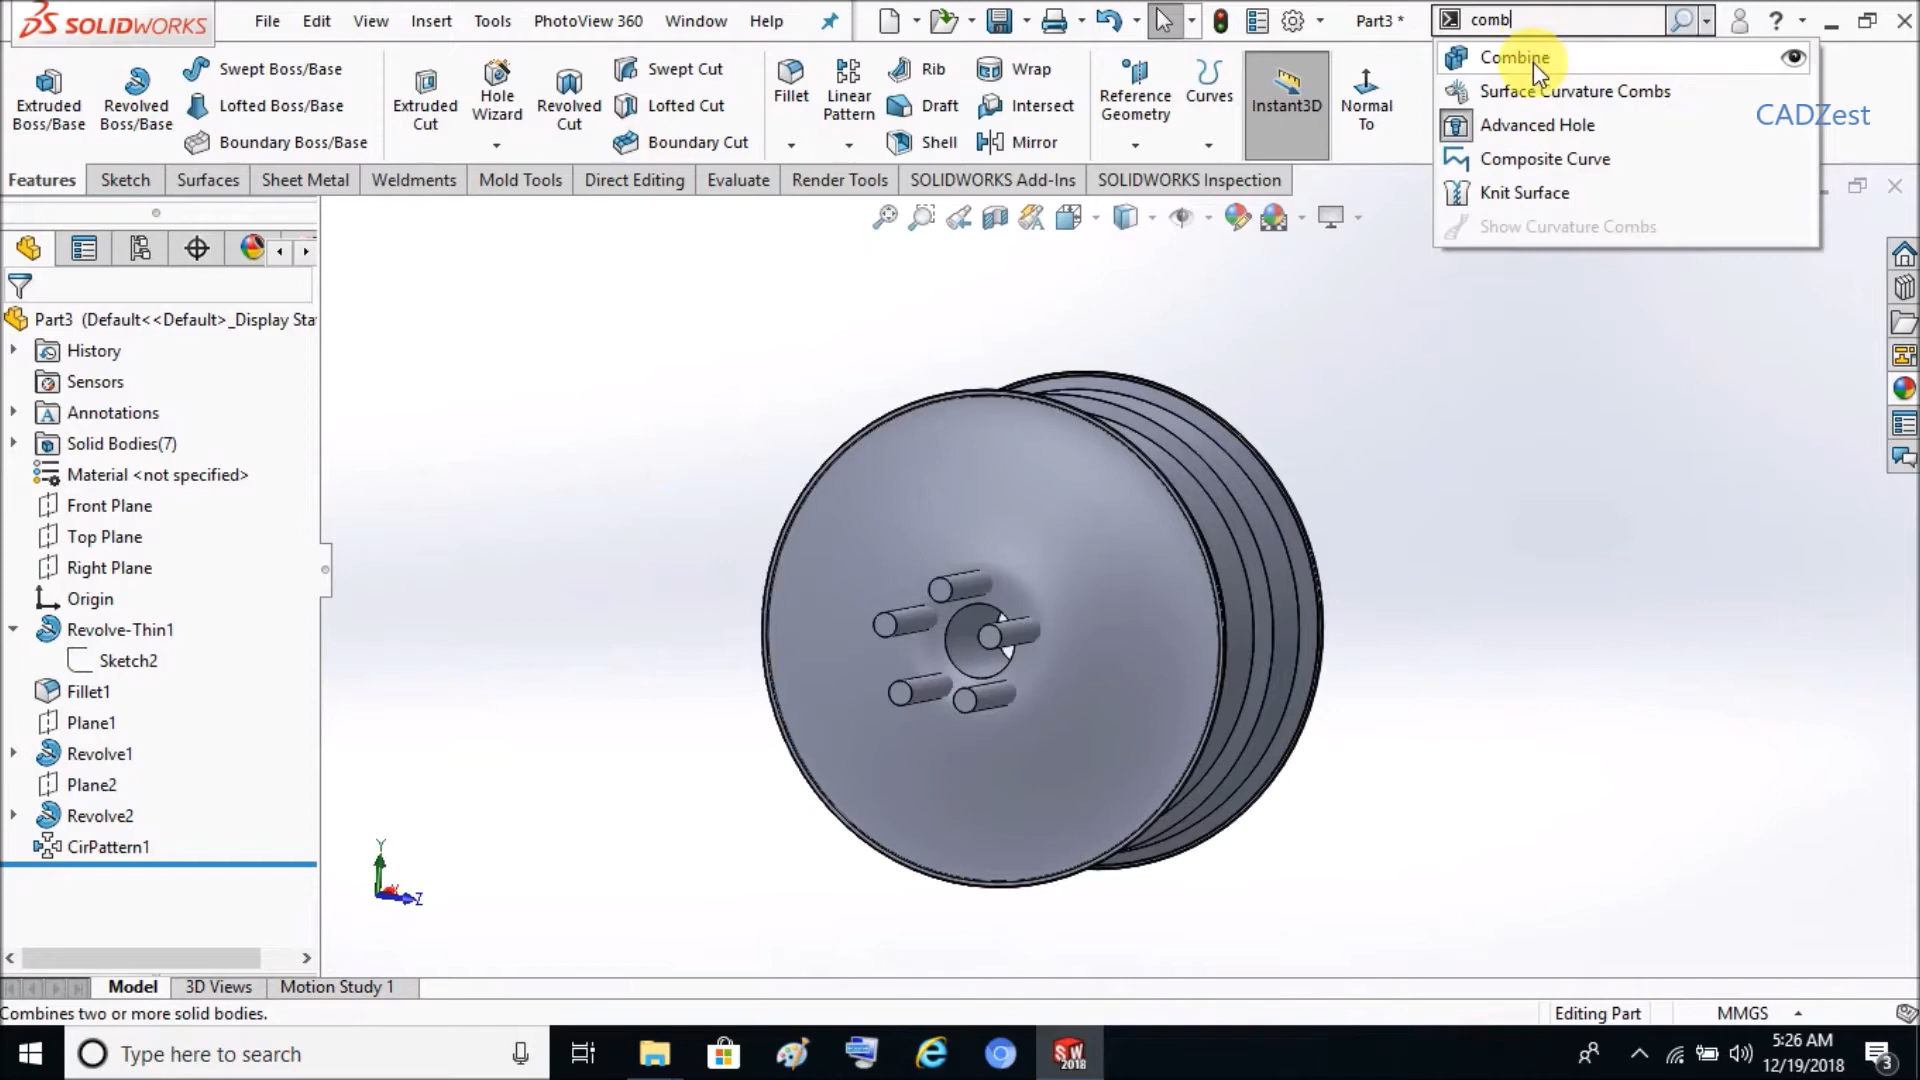 SOLIDWORKS
File Edit View Insert Tools PhotoView 360 Window Help
Part3 *
comb
Combine
Surface Curvature Combs
Advanced Hole
Composite Curve
Knit Surface
Show Curvature Combs
CADZest
Extruded Boss/Base
Revolved Boss/Base
Swept Boss/Base
Lofted Boss/Base
Boundary Boss/Base
Extruded Cut
Hole Wizard
Revolved Cut
Swept Cut
Lofted Cut
Boundary Cut
Fillet
Linear Pattern
Rib
Draft
Shell
Wrap
Intersect
Mirror
Reference Geometry
Curves
Instant3D
Normal To
Features Sketch Surfaces Sheet Metal Weldments Mold Tools Direct Editing Evaluate Render Tools SOLIDWORKS Add-Ins SOLIDWORKS Inspection
Part3 (Default<<Default>_Display Sta
History
Sensors
Annotations
Solid Bodies(7)
Material <not specified>
Front Plane
Top Plane
Right Plane
Origin
Revolve-Thin1
Sketch2
Fillet1
Plane1
Revolve1
Plane2
Revolve2
CirPattern1
Y
Z
Model 3D Views Motion Study 1
Combines two or more solid bodies.
Editing Part
MMGS
Type here to search
SW
2018
5:26 AM
12/19/2018
3